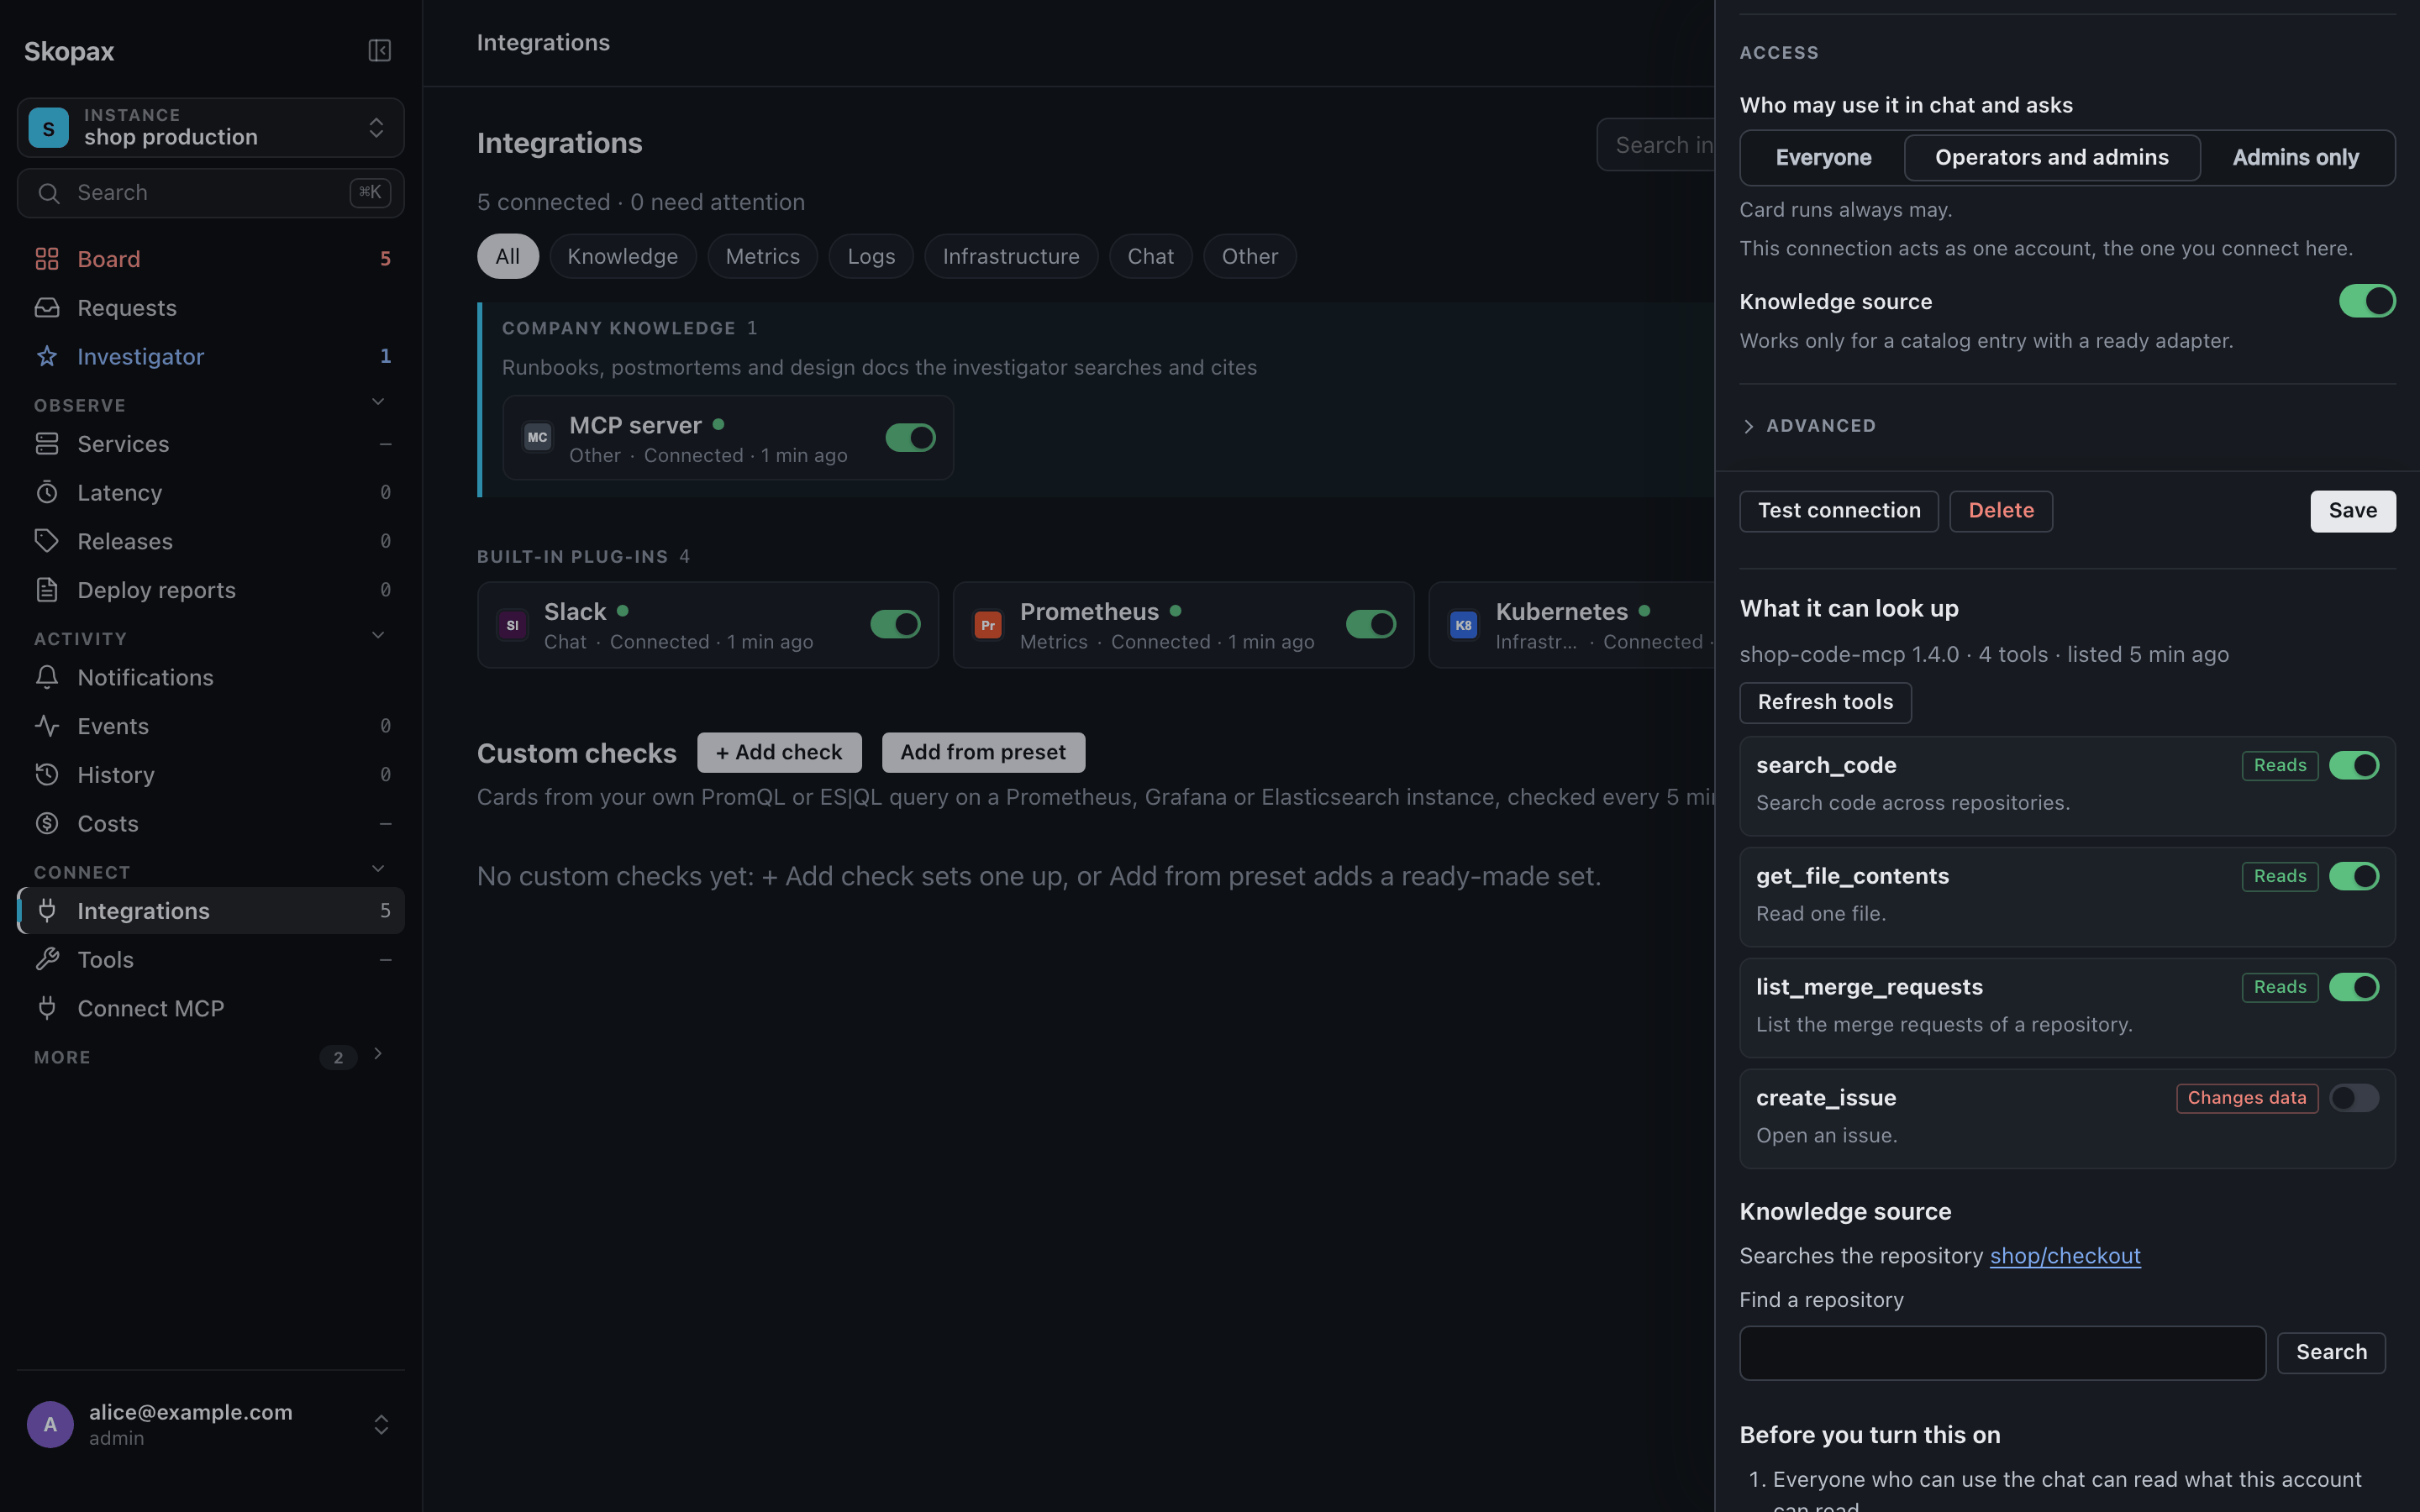 Skopax
INSTANCE
S
shop production
Search
⌘K
Board
5
Requests
Investigator
1
OBSERVE
Services
–
Latency
0
Releases
0
Deploy reports
0
ACTIVITY
Notifications
Events
0
History
0
Costs
–
CONNECT
Integrations
5
Tools
–
Connect MCP
MORE
2
A
alice@example.com
admin
Integrations
Integrations
Search in
5 connected · 0 need attention
All
Knowledge
Metrics
Logs
Infrastructure
Chat
Other
COMPANY KNOWLEDGE 1
Runbooks, postmortems and design docs the investigator searches and cites
MC
MCP server
Other · Connected · 1 min ago
BUILT-IN PLUG-INS 4
Sl
Slack
Chat · Connected · 1 min ago
Pr
Prometheus
Metrics · Connected · 1 min ago
K8
Kubernetes
Infrastr... · Connected ·
Custom checks
+ Add check
Add from preset
Cards from your own PromQL or ES|QL query on a Prometheus, Grafana or Elasticsearch instance, checked every 5 mi
No custom checks yet: + Add check sets one up, or Add from preset adds a ready-made set.
ACCESS
Who may use it in chat and asks
Everyone
Operators and admins
Admins only
Card runs always may.
This connection acts as one account, the one you connect here.
Knowledge source
Works only for a catalog entry with a ready adapter.
ADVANCED
Test connection
Delete
Save
What it can look up
shop-code-mcp 1.4.0 · 4 tools · listed 5 min ago
Refresh tools
search_code
Reads
Search code across repositories.
get_file_contents
Reads
Read one file.
list_merge_requests
Reads
List the merge requests of a repository.
create_issue
Changes data
Open an issue.
Knowledge source
Searches the repository shop/checkout
Find a repository
Search
Before you turn this on
1. Everyone who can use the chat can read what this account
can read